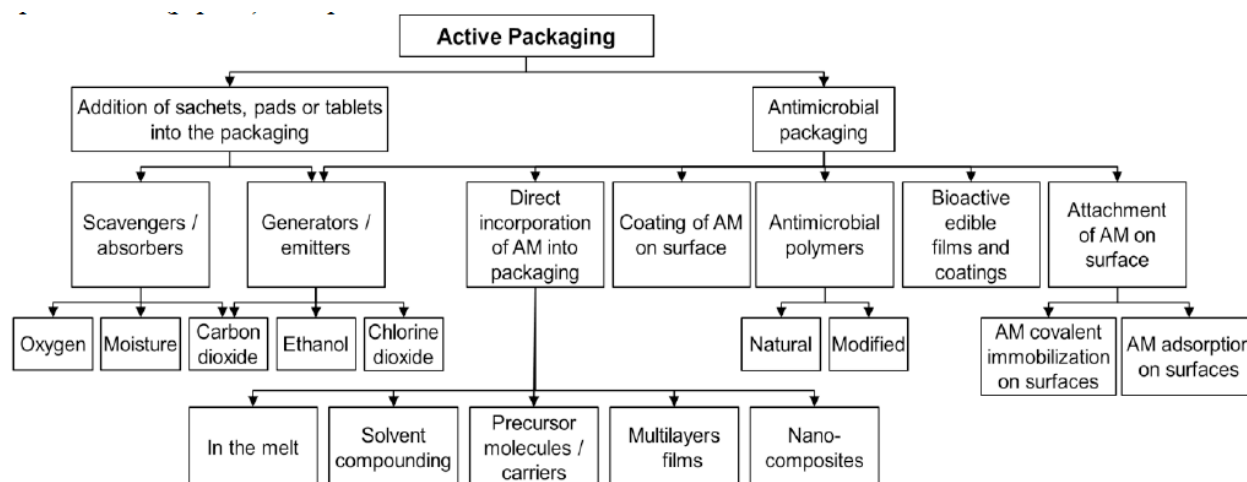 Active Packaging
Addition of sachets, pads or tablets
into the packaging
Antimicrobial
packaging
Scavengers /
absorbers
Generators /
emitters
Direct
incorporation
of AM into
packaging
Coating of AM
on surface
Antimicrobial
polymers
Bioactive
edible
films and
coatings
Attachment
of AM on
surface
Oxygen
Moisture
Carbon
dioxide
Ethanol
Chlorine
dioxide
Natural
Modified
AM covalent
immobilization
on surfaces
AM adsorption
on surfaces
In the melt
Solvent
compounding
Precursor
molecules /
carriers
Multilayers
films
Nano-
composites